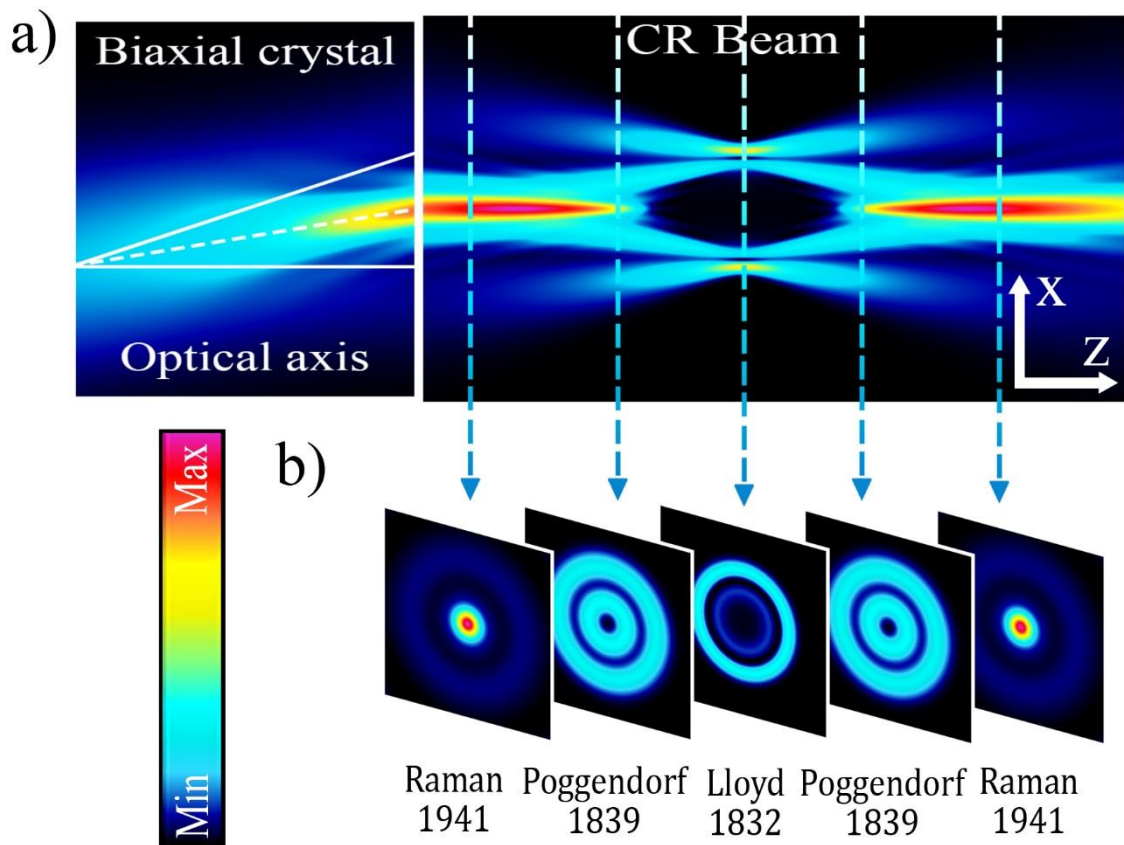 a)
Biaxial crystal
CR Beam
Optical axis
X
Z
Max
Min
b)
Raman
1941
Poggendorf
1839
Lloyd
1832
Poggendorf
1839
Raman
1941